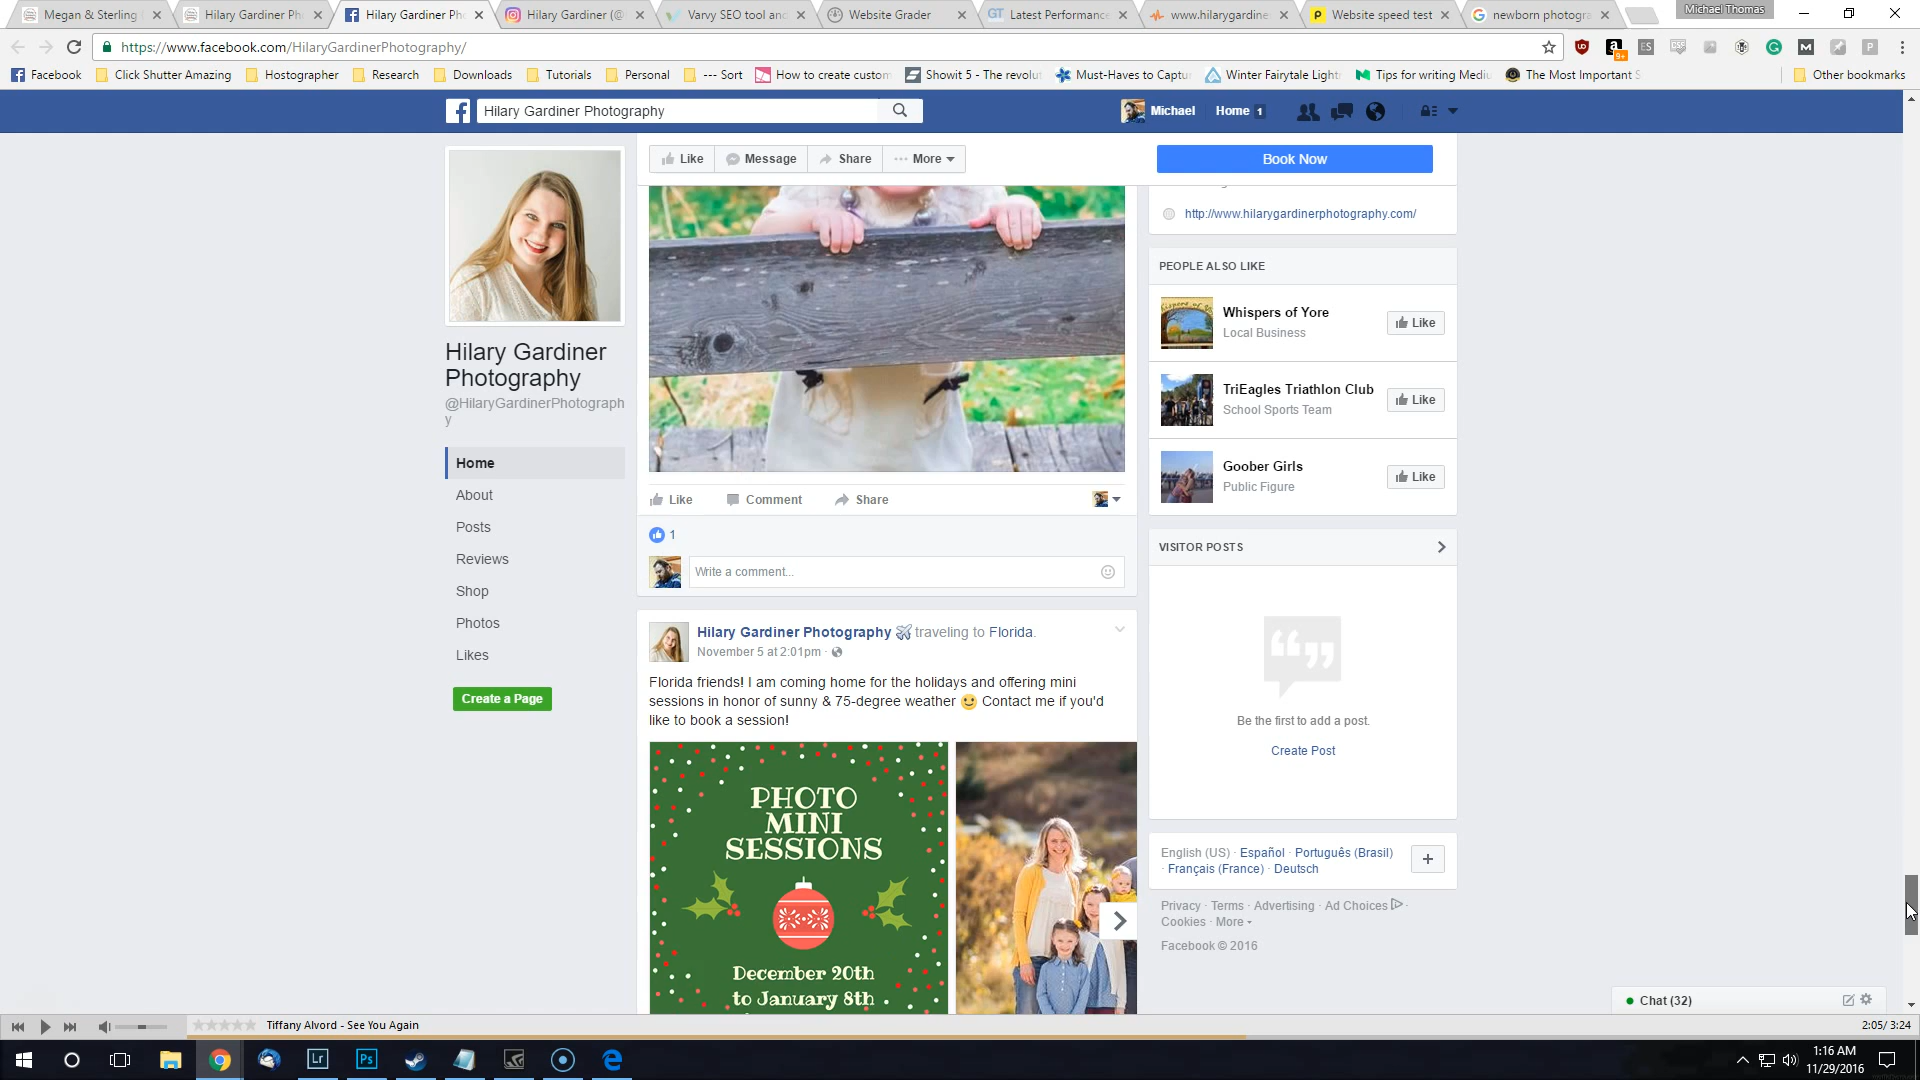 Megan & Sterling
Hilary Gardiner Ph
Hilary Gardiner Pho
Hilary Gardiner (@
Varvy SEO tool and
Website Grader
GT
Latest Performance
www.hilarygardine
Website speed test
newborn photogra
Michael Thomas
https://www.facebook.com/HilaryGardinerPhotography/
Facebook
Click Shutter Amazing
Hostographer
Research
Downloads
Tutorials
Personal
--- Sort
How to create custom
Showit 5 - The revolut
Must-Haves to Captu
Winter Fairytale Light
Tips for writing Mediu
The Most Important S
Other bookmarks
Hilary Gardiner Photography
Michael
Home 1
Like
Message
Share
More
Book Now
http://www.hilarygardinerphotography.com/
Hilary Gardiner
Photography
@HilaryGardinerPhotograph
y
Home
About
Posts
Reviews
Shop
Photos
Likes
Create a Page
Like
Comment
Share
1
Write a comment...
Hilary Gardiner Photography traveling to Florida.
November 5 at 2:01pm ·
Florida friends! I am coming home for the holidays and offering mini
sessions in honor of sunny & 75-degree weather Contact me if you'd
like to book a session!
PHOTO
MINI
SESSIONS
December 20th
to January 8th
PEOPLE ALSO LIKE
Whispers of Yore
Local Business
Like
TriEagles Triathlon Club
School Sports Team
Like
Goober Girls
Public Figure
Like
VISITOR POSTS
Be the first to add a post.
Create Post
English (US) · Español · Português (Brasil)
· Français (France) · Deutsch
Privacy · Terms · Advertising · Ad Choices ·
Cookies · More
Facebook © 2016
Chat (32)
Tiffany Alvord - See You Again
2:05/ 3:24
Lr
Ps
1:16 AM
11/29/2016